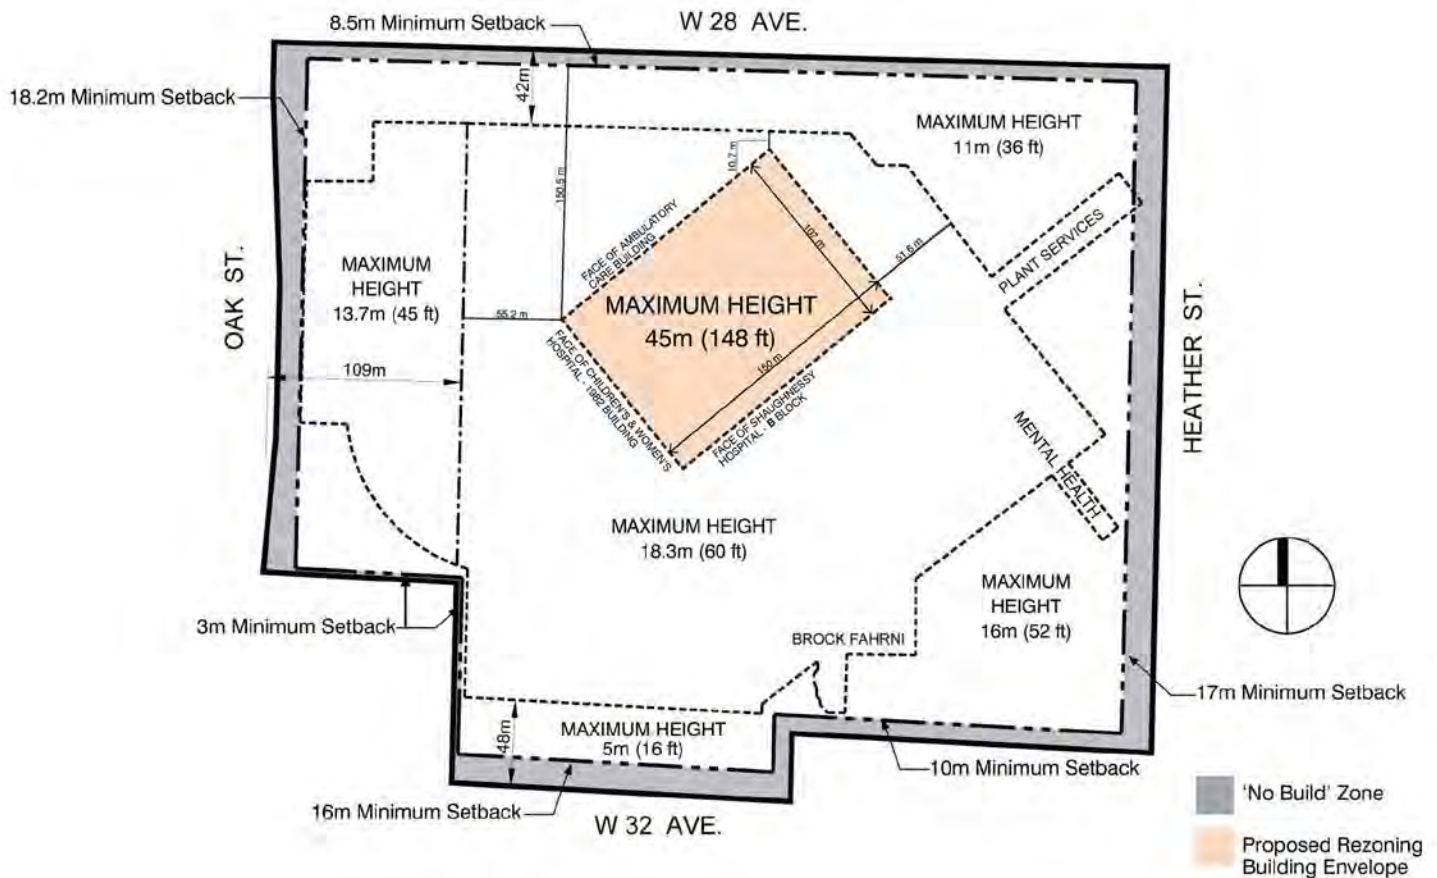 8.5m Minimum Setback
W 28 AVE.
18.2m Minimum Setback
42m
MAXIMUM HEIGHT
11m (36 ft)
10.7 m
150.5 m
FACE OF AMBULATORY
CARE BUILDING
107 m
51.6 m
PLANT SERVICES
OAK ST.
MAXIMUM
HEIGHT
13.7m (45 ft)
55.2 m
MAXIMUM HEIGHT
45m (148 ft)
109m
150 m
FACE OF CHILDREN'S & WOMEN'S
HOSPITAL - 1982 BUILDING
FACE OF SHAUGHNESSY
HOSPITAL - B BLOCK
HEATHER ST.
MENTAL HEALTH
MAXIMUM HEIGHT
18.3m (60 ft)
MAXIMUM
HEIGHT
16m (52 ft)
3m Minimum Setback
BROCK FAHRNI
17m Minimum Setback
48m
MAXIMUM HEIGHT
5m (16 ft)
10m Minimum Setback
16m Minimum Setback
W 32 AVE.
'No Build' Zone
Proposed Rezoning
Building Envelope